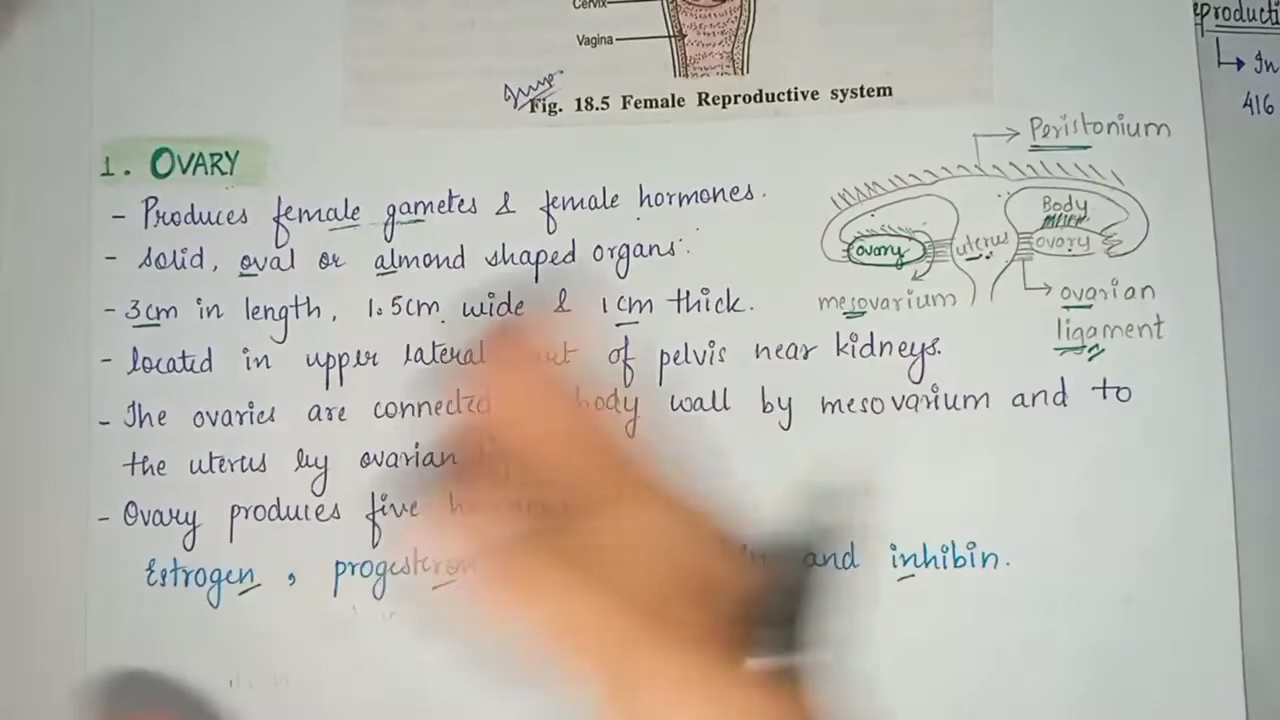 Cervix
Vagina
Fig. 18.5 Female Reproductive system
1. OVARY
- Produces female gametes & female hormones.
- Solid, oval or almond shaped organs.
- 3cm in length, 1.5cm wide & 1cm thick.
- located in upper lateral of pelvis near kidneys.
- The ovaries are connected body wall by mesovarium and to
the uterus by ovarian
- Ovary produces five
Estrogen, progesteron and inhibin.
Peristonium
Body
ovary
uterus
ovary
mesovarium
ovarian
ligament
eproducti
In
416